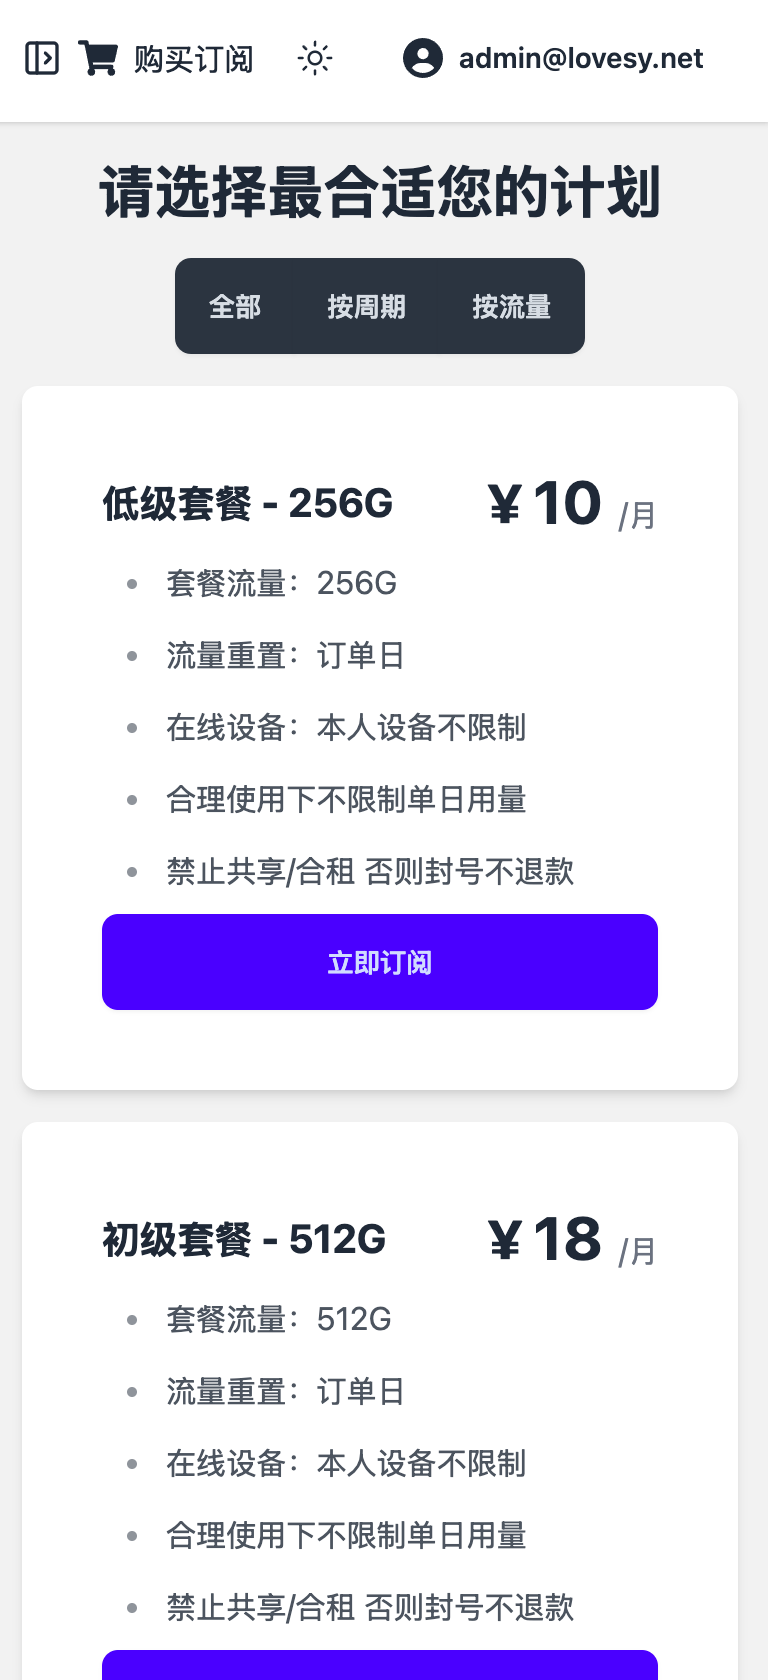 购买订阅
admin@lovesy.net
请选择最合适您的计划
全部
按周期
按流量
低级套餐 - 256G
¥ 10 /月
套餐流量：256G
流量重置：订单日
在线设备：本人设备不限制
合理使用下不限制单日用量
禁止共享/合租 否则封号不退款
立即订阅
初级套餐 - 512G
¥ 18 /月
套餐流量：512G
流量重置：订单日
在线设备：本人设备不限制
合理使用下不限制单日用量
禁止共享/合租 否则封号不退款